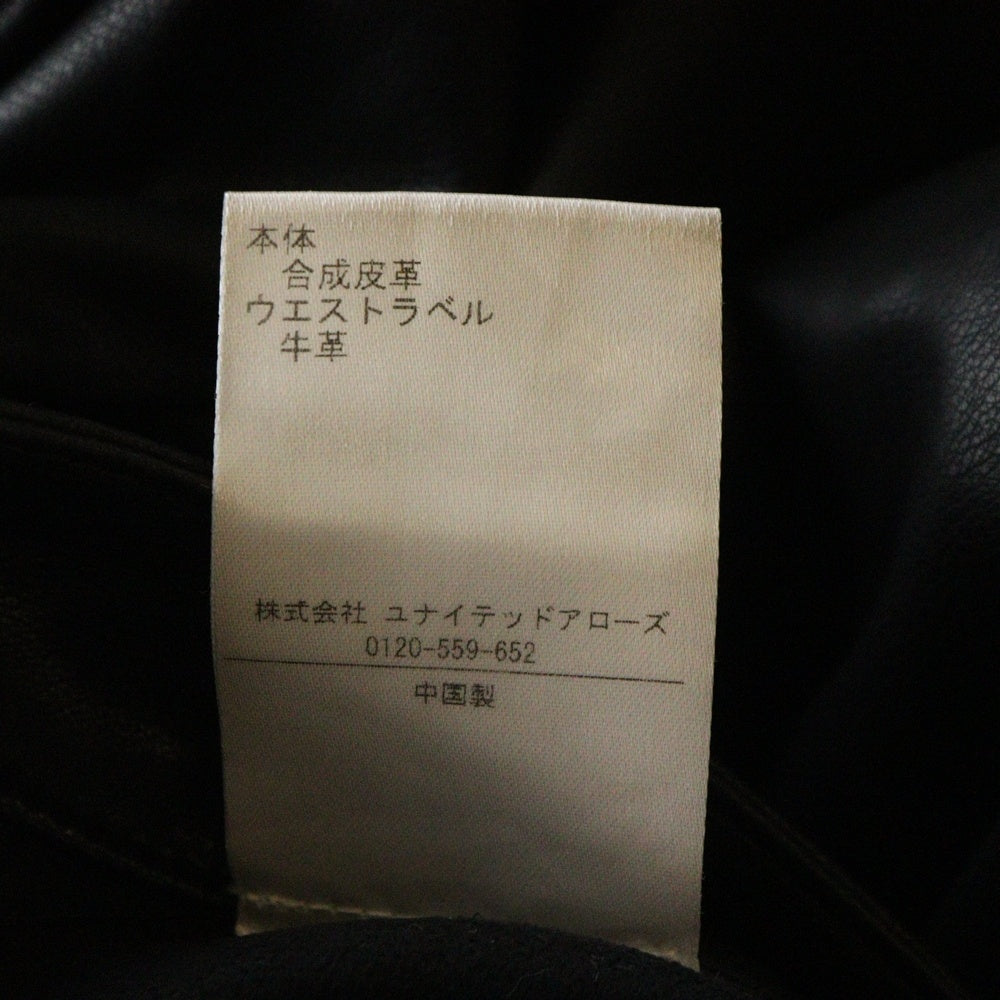 本体
合成皮革
ウエストラベル
牛革
株式会社 ユナイテッドアローズ
0120-559-652
中国製